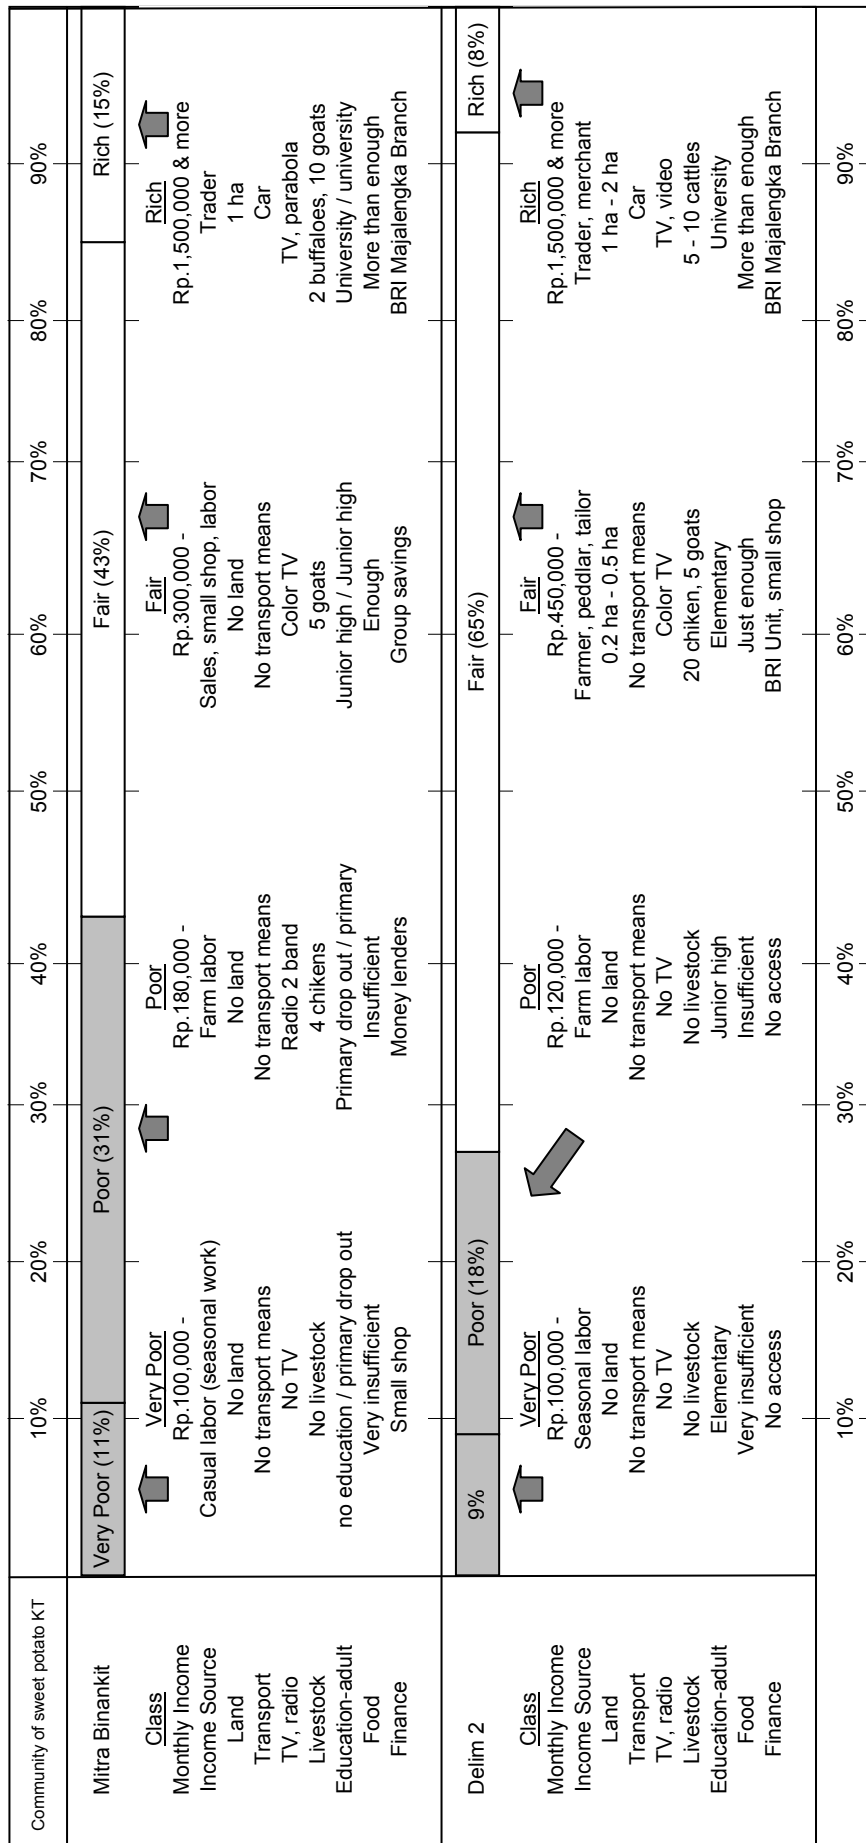 Community of sweet potato KT 10% 20% 30% 40% 50% 60% 70% 80% 90%
Mitra Binankit Very Poor (11%) Poor (31%) Fair (43%) Rich (15%)
Class Very Poor Poor Fair Rich
Monthly Income Rp.100,000 - Rp.180,000 - Rp.300,000 - Rp.1,500,000 & more
Income Source Casual labor (seasonal work) Farm labor Sales, small shop, labor Trader
Land No land No land No land 1 ha
Transport No transport means No transport means No transport means Car
TV, radio No TV Radio 2 band Color TV TV, parabola
Livestock No livestock 4 chikens 5 goats 2 buffaloes, 10 goats
Education-adult no education / primary drop out Primary drop out / primary Junior high / Junior high University / university
Food Very insufficient Insufficient Enough More than enough
Finance Small shop Money lenders Group savings BRI Majalengka Branch
Delim 2 9% Poor (18%) Fair (65%) Rich (8%)
Class Very Poor Poor Fair Rich
Monthly Income Rp.100,000 - Rp.120,000 - Rp.450,000 - Rp.1,500,000 & more
Income Source Seasonal labor Farm labor Farmer, peddlar, tailor Trader, merchant
Land No land No land 0.2 ha - 0.5 ha 1 ha - 2 ha
Transport No transport means No transport means No transport means Car
TV, radio No TV No TV Color TV TV, video
Livestock No livestock No livestock 20 chiken, 5 goats 5 - 10 cattles
Education-adult Elementary Junior high Elementary University
Food Very insufficient Insufficient Just enough More than enough
Finance No access No access BRI Unit, small shop BRI Majalengka Branch
10% 20% 30% 40% 50% 60% 70% 80% 90%